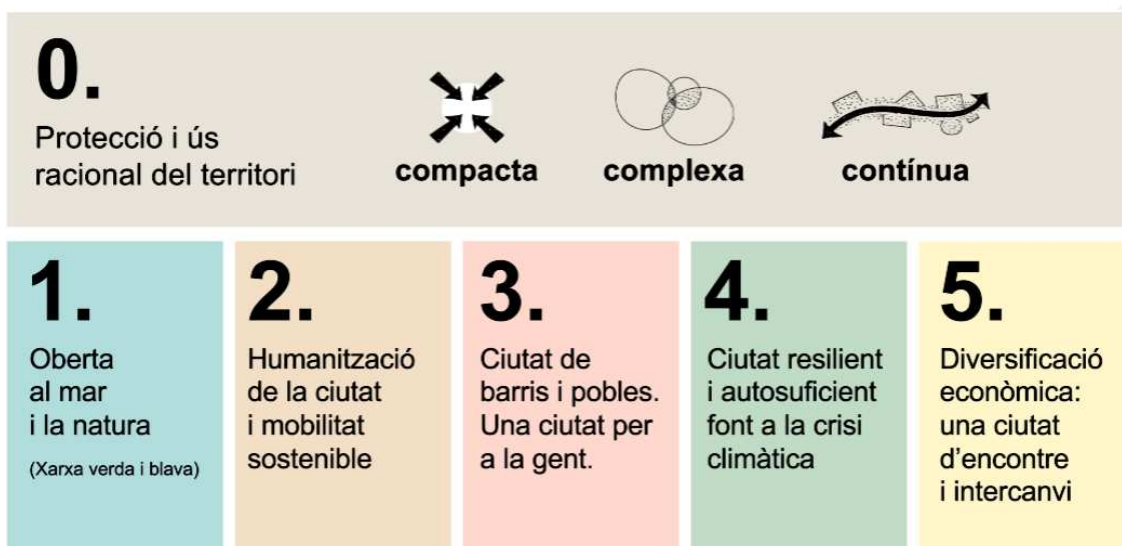 0.
Protecció i ús
racional del territori
compacta
complexa
contínua
1.
Oberta
al mar
i la natura
(Xarxa verda i blava)
2.
Humanització
de la ciutat
i mobilitat
sostenible
3.
Ciutat de
barris i pobles.
Una ciutat per
a la gent.
4.
Ciutat resilient
i autosuficient
font a la crisi
climàtica
5.
Diversificació
econòmica:
una ciutat
d'encontre
i intercanvi